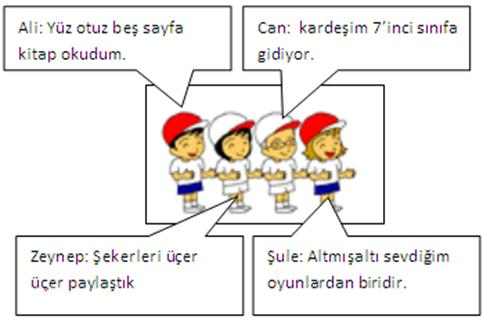 Ali: Yüz otuz beş sayfa
kitap okudum.
Can:  kardeşim 7'inci sınıfa
gidiyor.
Zeynep: Şekerleri üçer
üçer paylaştık
Şule: Altmışaltı sevdiğim
oyunlardan biridir.